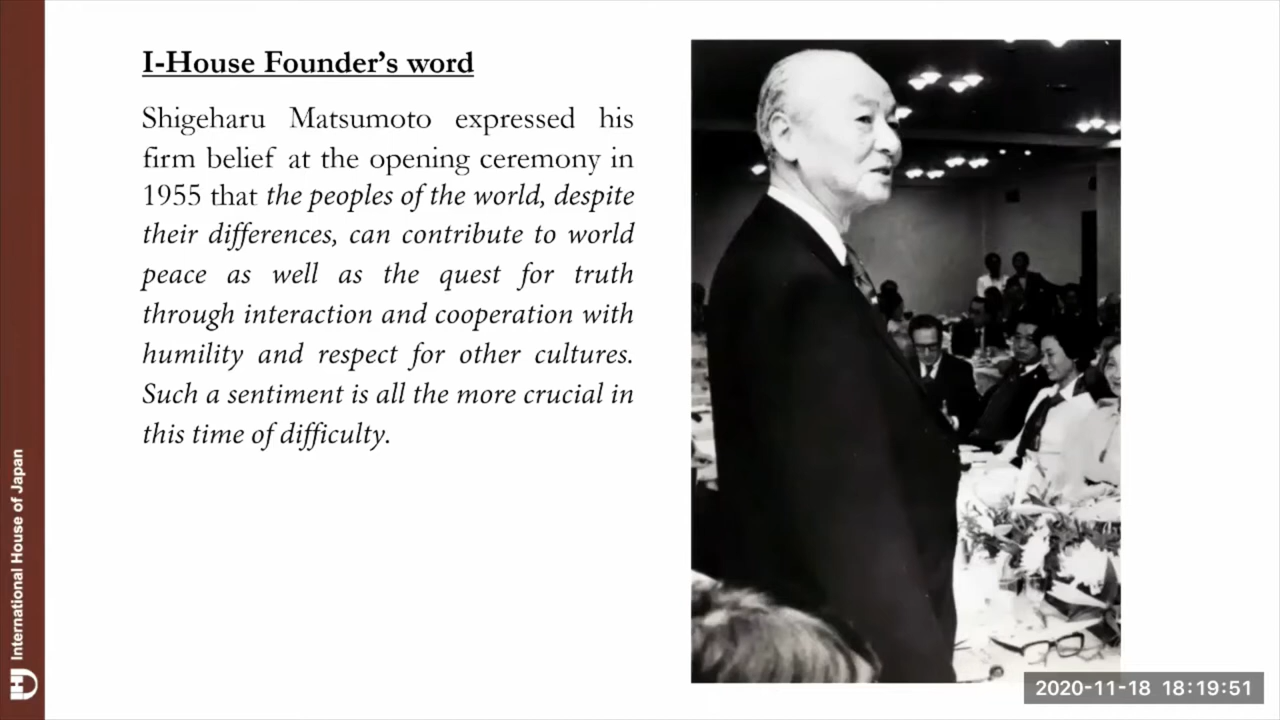 I-House Founder's word
Shigeharu Matsumoto expressed his
firm belief at the opening ceremony in
1955 that the peoples of the world, despite
their differences, can contribute to world
peace as well as the quest for truth
through interaction and cooperation with
humility and respect for other cultures.
Such a sentiment is all the more crucial in
this time of difficulty.
International House of Japan
2020-11-18 18:19:51